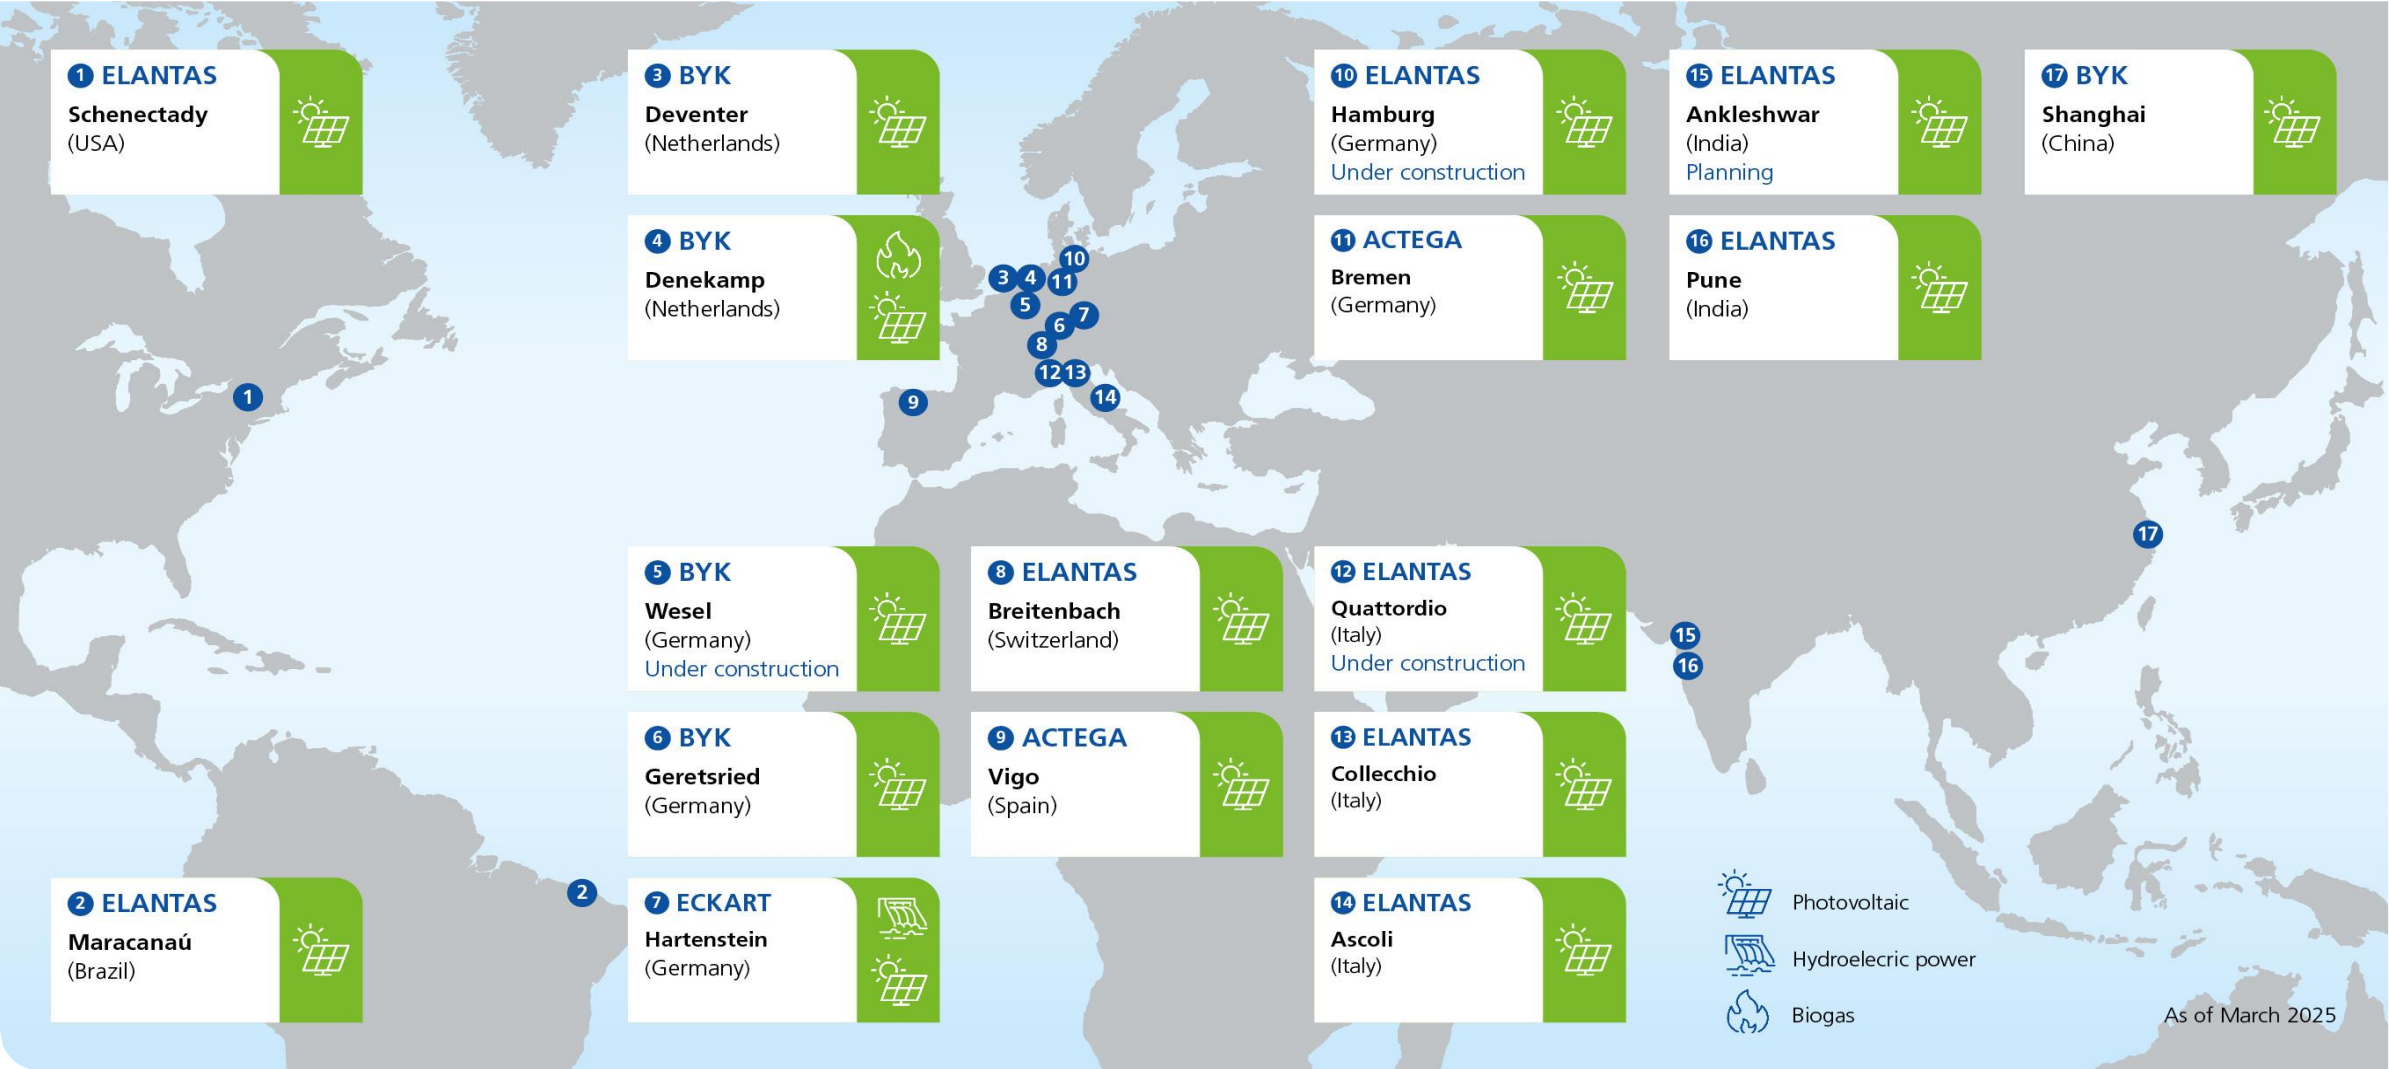 1 ELANTAS
Schenectady
(USA)
2 ELANTAS
Maracanaú
(Brazil)
3 BYK
Deventer
(Netherlands)
4 BYK
Denekamp
(Netherlands)
5 BYK
Wesel
(Germany)
Under construction
6 BYK
Geretsried
(Germany)
7 ECKART
Hartenstein
(Germany)
8 ELANTAS
Breitenbach
(Switzerland)
9 ACTEGA
Vigo
(Spain)
10 ELANTAS
Hamburg
(Germany)
Under construction
11 ACTEGA
Bremen
(Germany)
12 ELANTAS
Quattordio
(Italy)
Under construction
13 ELANTAS
Collecchio
(Italy)
14 ELANTAS
Ascoli
(Italy)
15 ELANTAS
Ankleshwar
(India)
Planning
16 ELANTAS
Pune
(India)
17 BYK
Shanghai
(China)
1
2
3
4
5
6
7
8
9
10
11
12
13
14
15
16
17
Photovoltaic
Hydroelecric power
Biogas
As of March 2025